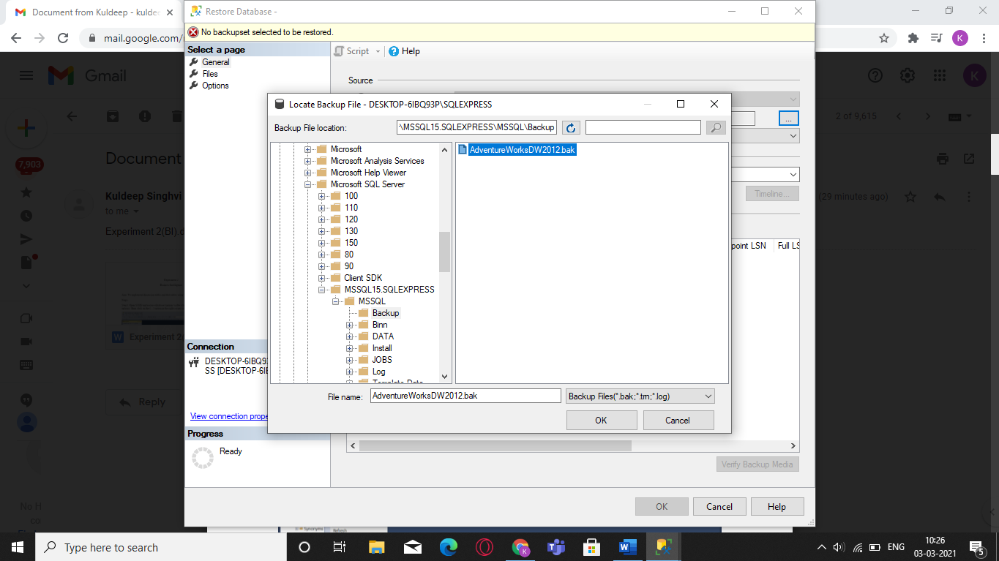 Document from Kuldeep - kulde
Restore Database -
mail.google.com/
K
No backupset selected to be restored.
Select a page
General
Files
Options
Script
Help
Source
Gmail
K
2 of 9,615
Locate Backup File - DESKTOP-6IBQ93P\SQLEXPRESS
Backup File location:
:\MSSQL15.SQLEXPRESS\MSSQL\Backup
...
Microsoft
Microsoft Analysis Services
Microsoft Help Viewer
Microsoft SQL Server
100
110
120
130
150
80
90
Client SDK
MSSQL15.SQLEXPRESS
MSSQL
Backup
Binn
DATA
Install
JOBS
Log
Template Data
AdventureWorksDW2012.bak
File name:
AdventureWorksDW2012.bak
Backup Files(*.bak;*.trn;*.log)
OK
Cancel
Document
7,903
Kuldeep Singhvi
to me
(29 minutes ago)
Experiment 2(BI).d
Timeline...
point LSN
Full LS
Experiment 2
Reply
Connection
DESKTOP-6IBQ93
SS [DESKTOP-6IE
View connection prope
Progress
Ready
Verify Backup Media
OK
Cancel
Help
No H
co
Synonyms
Refresh
Type here to search
K
W
ENG
10:26
03-03-2021
5